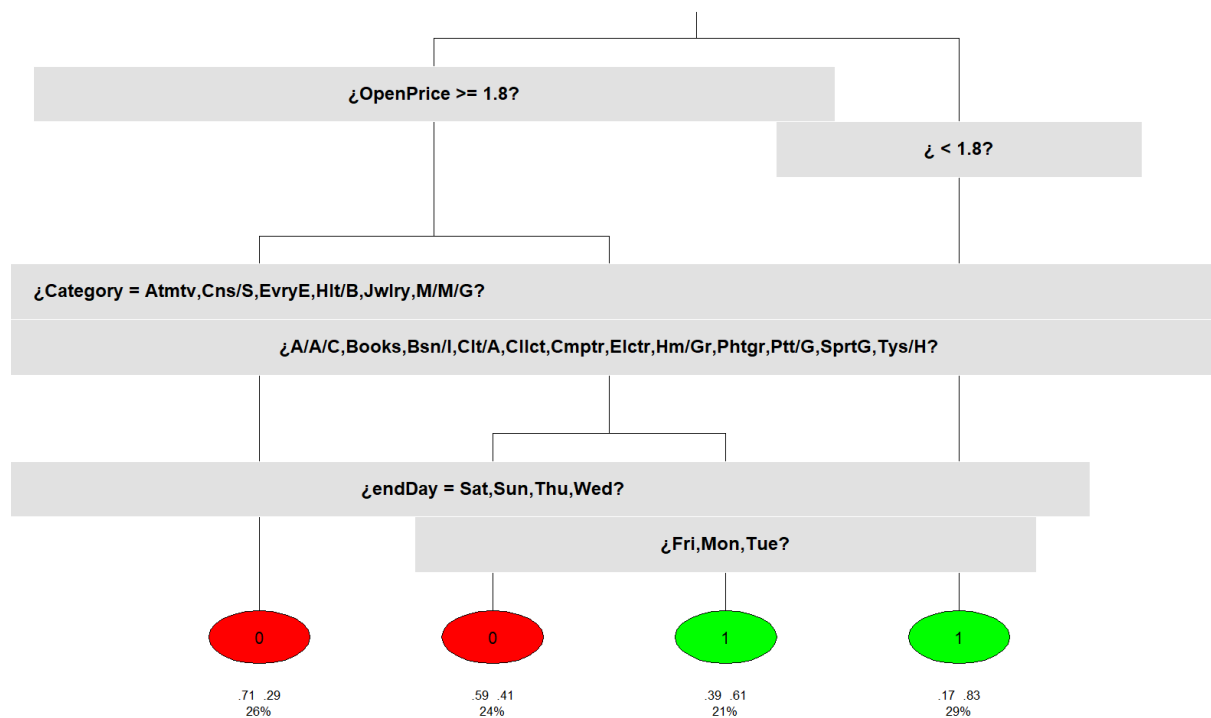 ¿OpenPrice >= 1.8?
¿ < 1.8?
¿Category = Atmtv,Cns/S,EvryE,Hlt/B,Jwlry,M/M/G?
¿A/A/C,Books,Bsn/I,Clt/A,Cllct,Cmptr,Elctr,Hm/Gr,Phtgr,Ptt/G,SprtG,Tys/H?
¿endDay = Sat,Sun,Thu,Wed?
¿Fri,Mon,Tue?
0 0 1 1
.71 .29 .59 .41 .39 .61 .17 .83
26% 24% 21% 29%